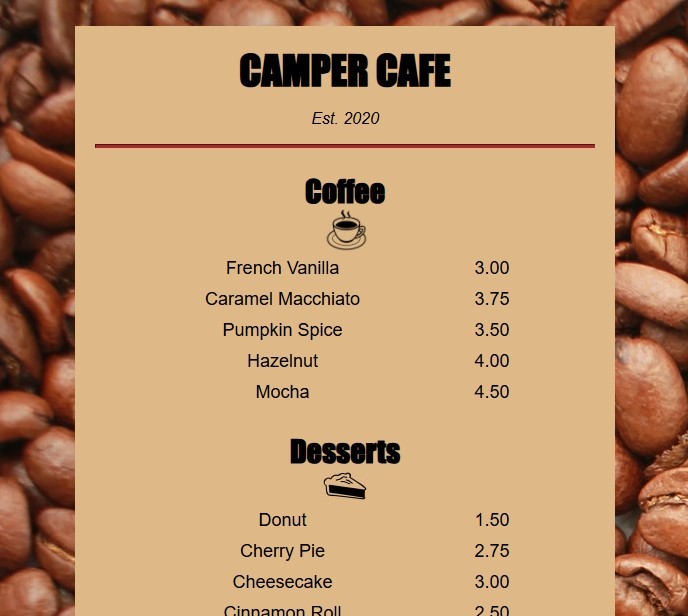 CAMPER CAFE
Est. 2020
Coffee
French Vanilla 3.00
Caramel Macchiato 3.75
Pumpkin Spice 3.50
Hazelnut 4.00
Mocha 4.50
Desserts
Donut 1.50
Cherry Pie 2.75
Cheesecake 3.00
Cinnamon Roll 2.50